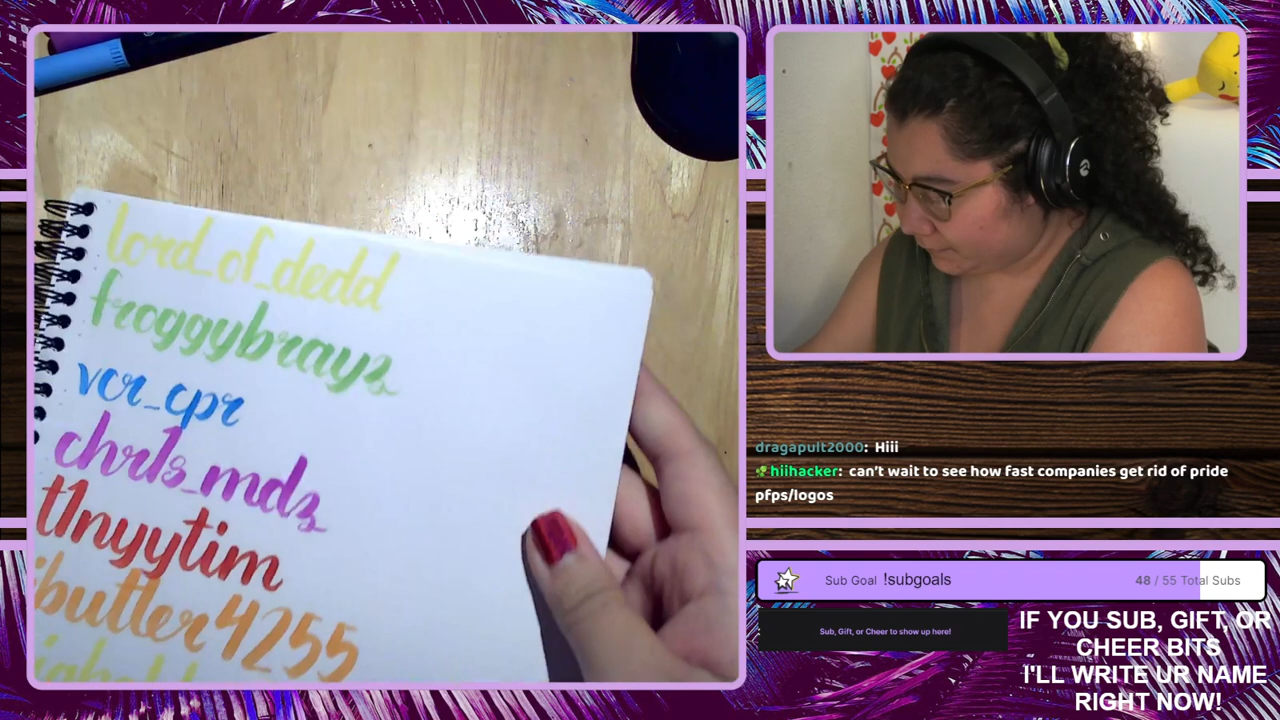 lord_of_dedd
froggybrays
vcr_cpr
chr1s_mdz
t1nyytim
butler4255
dragapult2000: Hiii
hiihacker: can't wait to see how fast companies get rid of pride
pfps/logos
Sub Goal !subgoals
48 / 55 Total Subs
Sub, Gift, or Cheer to show up here!
IF YOU SUB, GIFT, OR
CHEER BITS
I'LL WRITE UR NAME
RIGHT NOW!